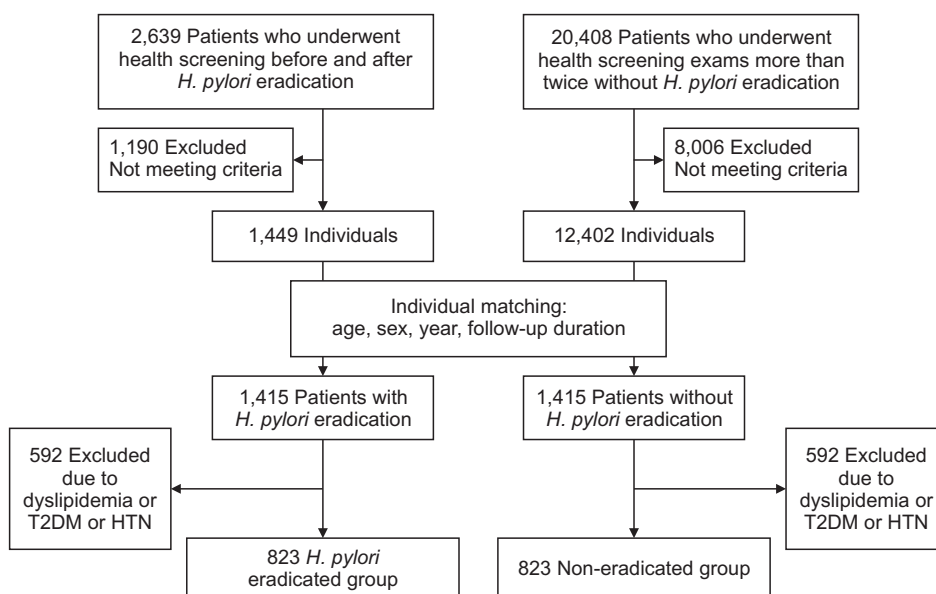 2,639 Patients who underwent
health screening before and after
H. pylori eradication
20,408 Patients who underwent
health screening exams more than
twice without H. pylori eradication
1,190 Excluded
Not meeting criteria
8,006 Excluded
Not meeting criteria
1,449 Individuals
12,402 Individuals
Individual matching:
age, sex, year, follow-up duration
1,415 Patients with
H. pylori eradication
1,415 Patients without
H. pylori eradication
592 Excluded
due to
dyslipidemia or
T2DM or HTN
592 Excluded
due to
dyslipidemia or
T2DM or HTN
823 H. pylori
eradicated group
823 Non-eradicated group